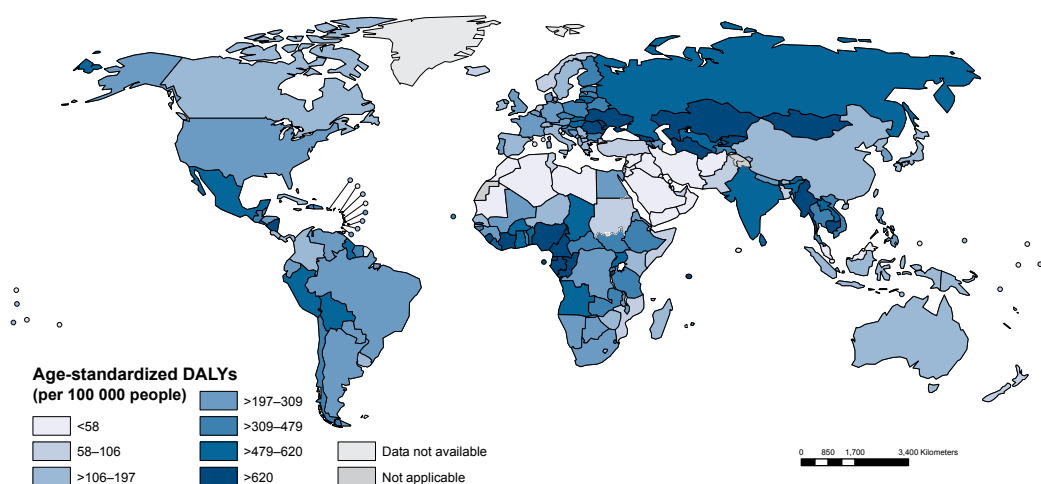 Age-standardized DALYs
(per 100 000 people)
<58
58–106
>106–197
>197–309
>309–479
>479–620
>620
Data not available
Not applicable
0 850 1,700 3,400 Kilometers